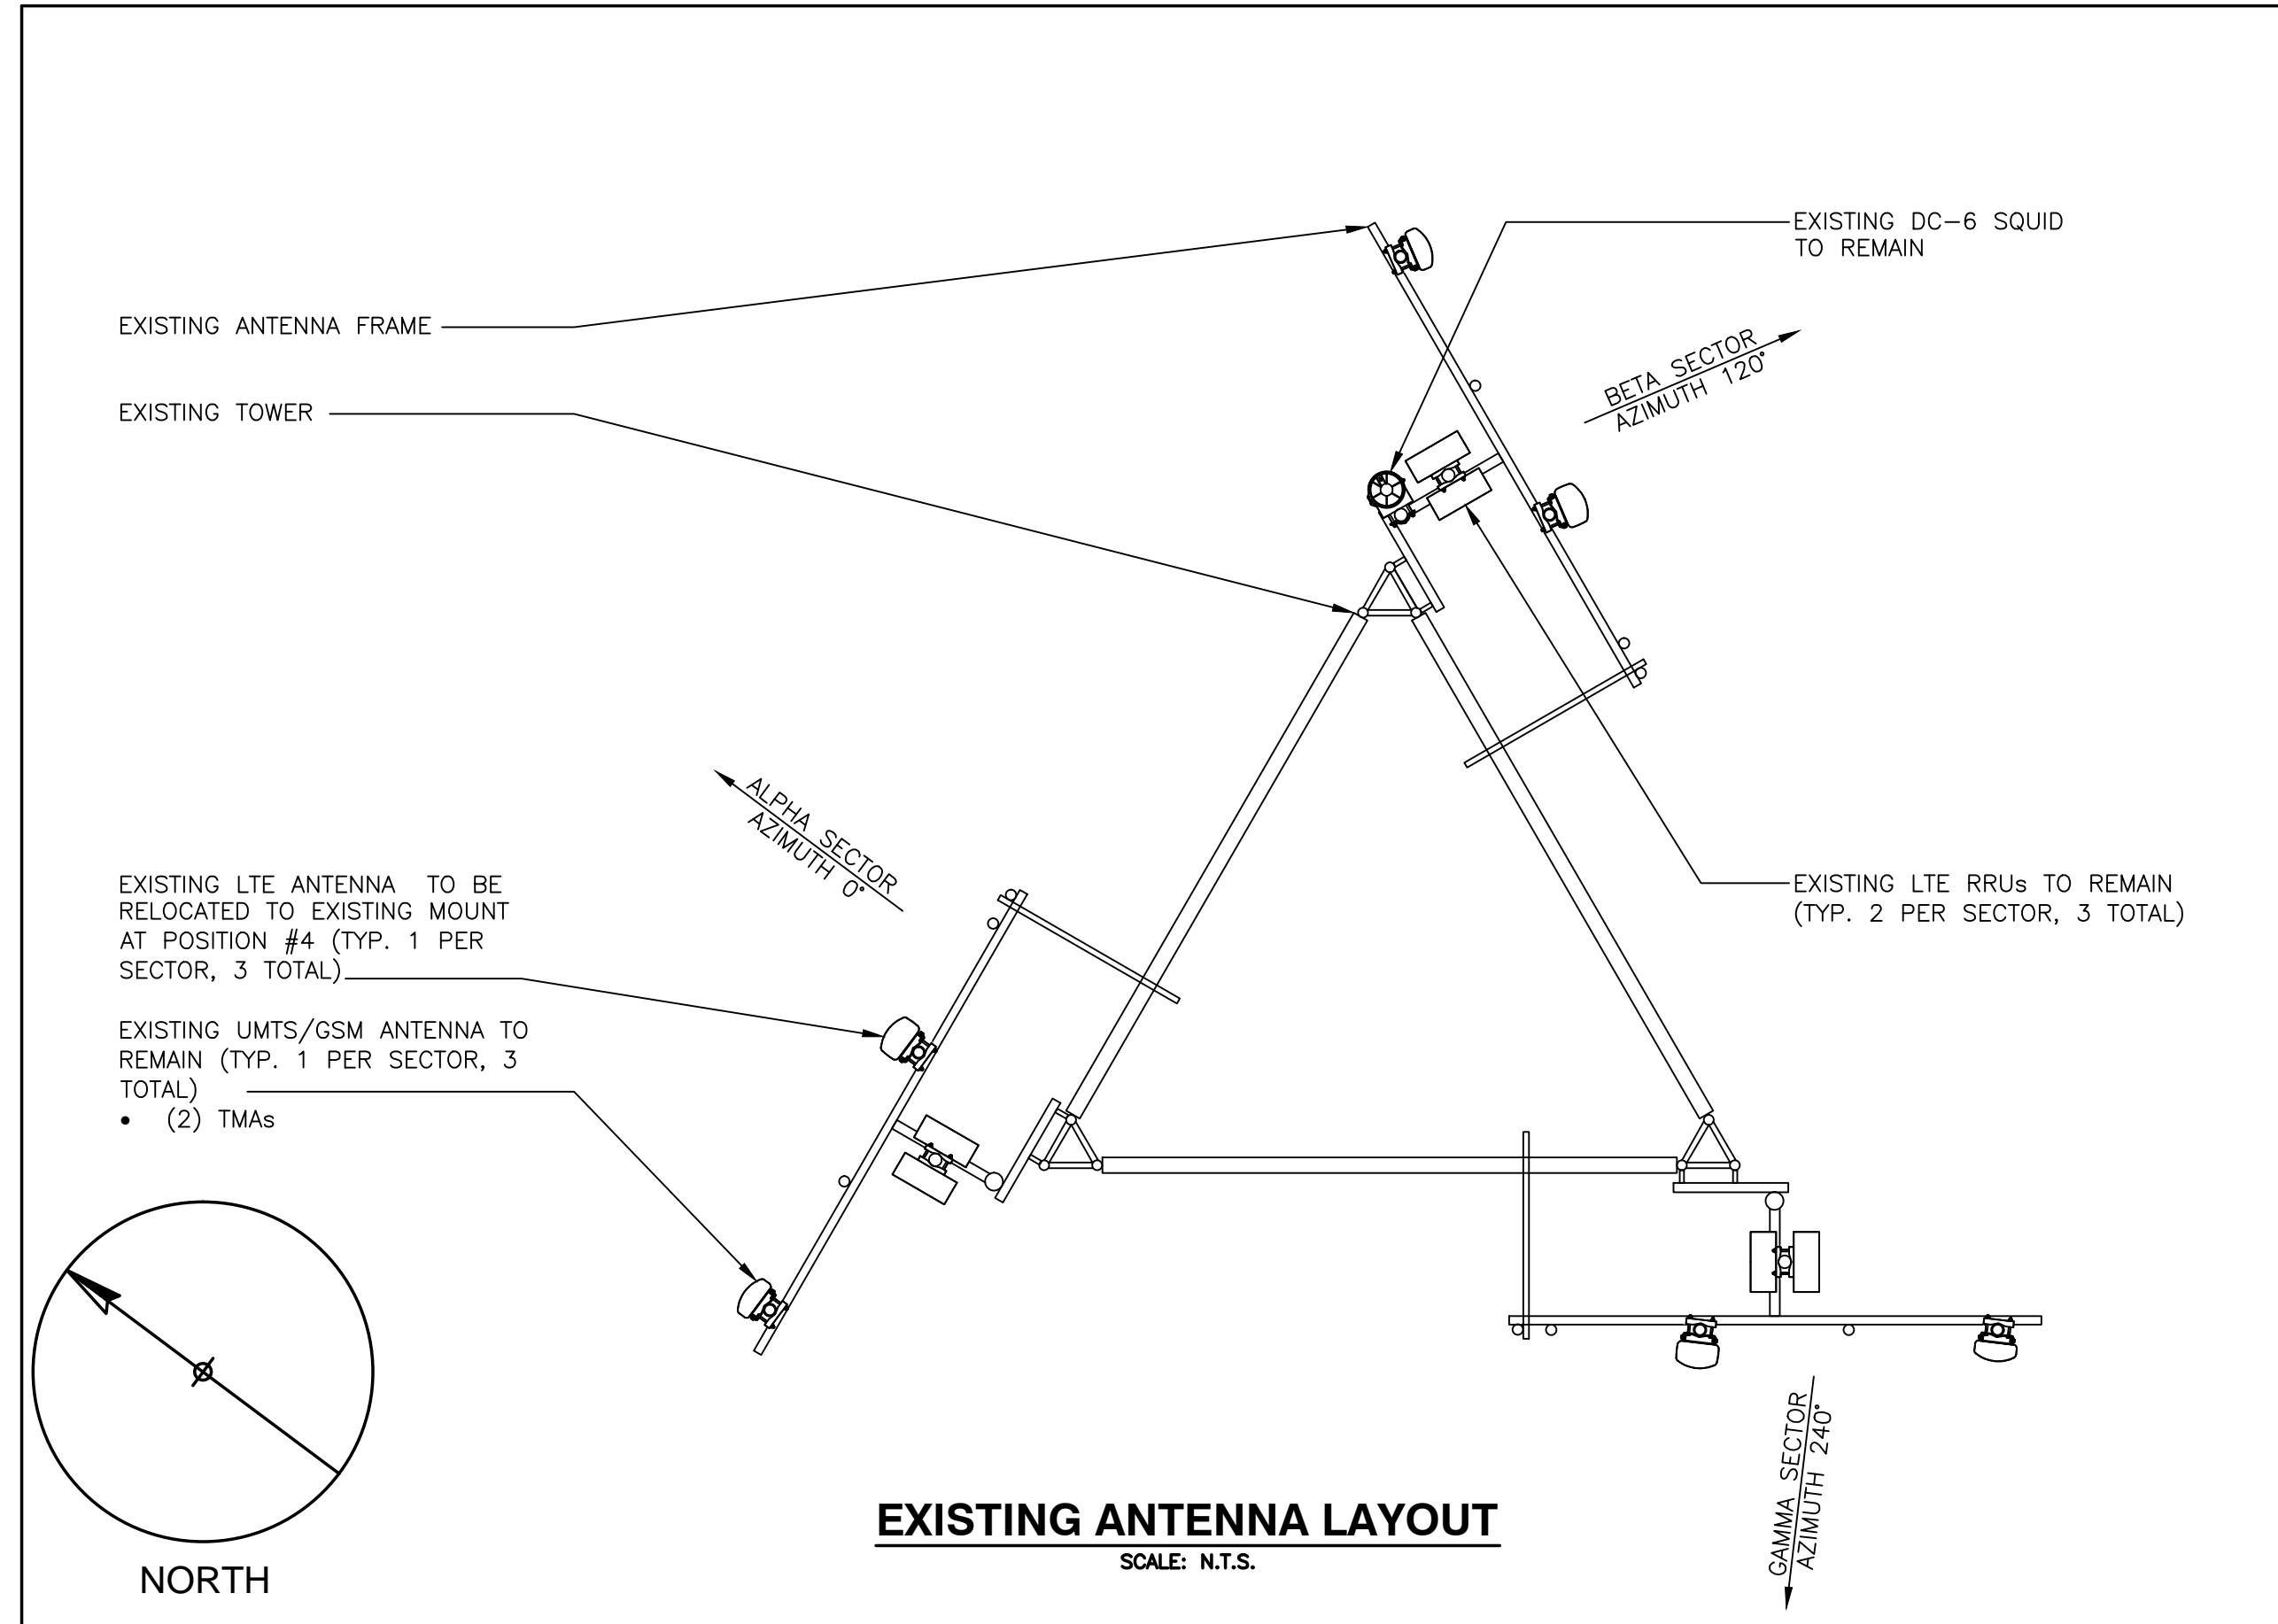 EXISTING DC-6 SQUID
TO REMAIN
EXISTING ANTENNA FRAME
BETA SECTOR
AZIMUTH 120°
EXISTING TOWER
ALPHA SECTOR
AZIMUTH 0°
EXISTING LTE ANTENNA TO BE
RELOCATED TO EXISTING MOUNT
AT POSITION #4 (TYP. 1 PER
SECTOR, 3 TOTAL)
EXISTING LTE RRUs TO REMAIN
(TYP. 2 PER SECTOR, 3 TOTAL)
EXISTING UMTS/GSM ANTENNA TO
REMAIN (TYP. 1 PER SECTOR, 3
TOTAL)
• (2) TMAs
GAMMA SECTOR
AZIMUTH 240°
EXISTING ANTENNA LAYOUT
SCALE: N.T.S.
NORTH